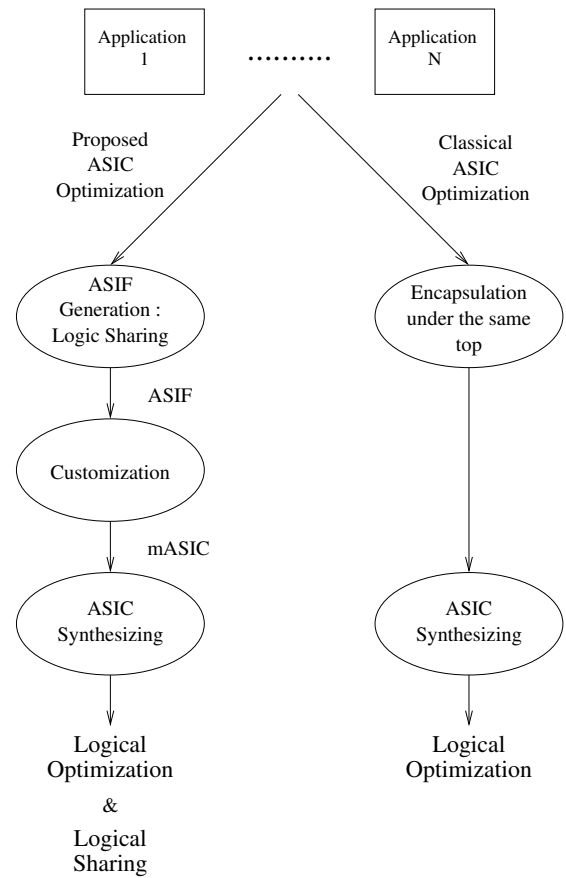 Application
1
..........
Application
N
Proposed
ASIC
Optimization
Classical
ASIC
Optimization
ASIF
Generation :
Logic Sharing
Encapsulation
under the same
top
ASIF
Customization
mASIC
ASIC
Synthesizing
ASIC
Synthesizing
Logical
Optimization
&
Logical
Sharing
Logical
Optimization